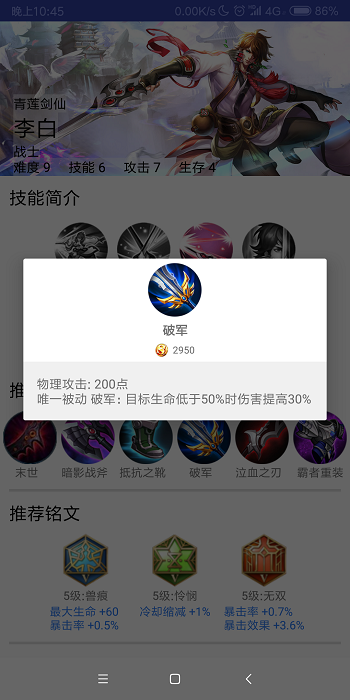 晚上10:45
0.00K/s 4G 86%
青莲剑仙
李白
战士
难度 9 技能 6 攻击 7 生存 4
技能简介
破军
2950
物理攻击: 200点
唯一被动 破军: 目标生命低于50%时伤害提高30%
推
末世 暗影战斧 抵抗之靴 破军 泣血之刃 霸者重装
推荐铭文
5级:兽痕 5级:怜悯 5级:无双
最大生命 +60 冷却缩减 +1% 暴击率 +0.7%
暴击率 +0.5% 暴击效果 +3.6%